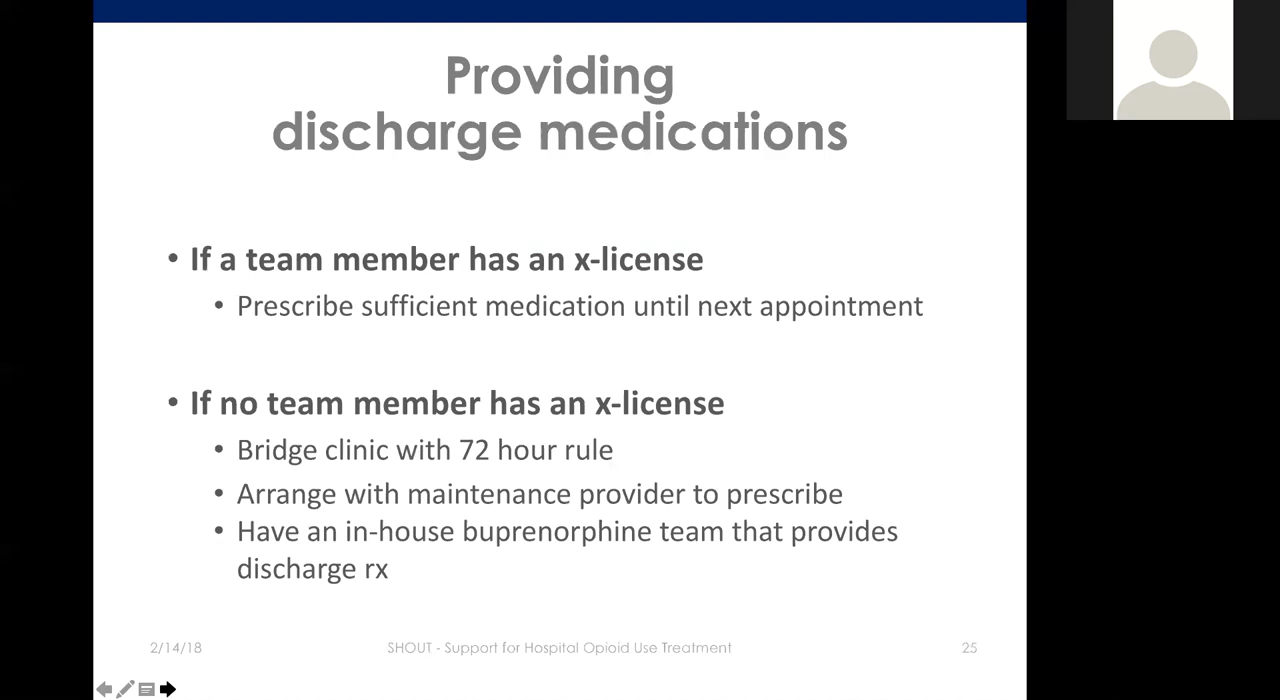 Providing
discharge medications
• If a team member has an x-license
• Prescribe sufficient medication until next appointment
• If no team member has an x-license
• Bridge clinic with 72 hour rule
• Arrange with maintenance provider to prescribe
• Have an in-house buprenorphine team that provides
discharge rx
2/14/18 SHOUT - Support for Hospital Opioid Use Treatment 25